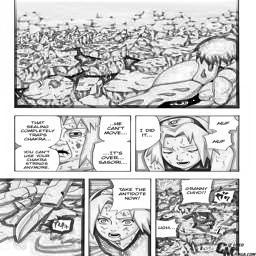 THAT
SEALING
COMPLETELY
TRAPS
CHAKRA...
YOU CAN'T
USE YOUR
CHAKRA
STRINGS
ANYMORE.
...HE
CAN'T
MOVE...
IT'S
OVER...
SASORI...
I DID
IT...
HUF
HUF
TAKE THE
ANTIDOTE
NOW!
GRANNY
CHIYO!!
UGH...